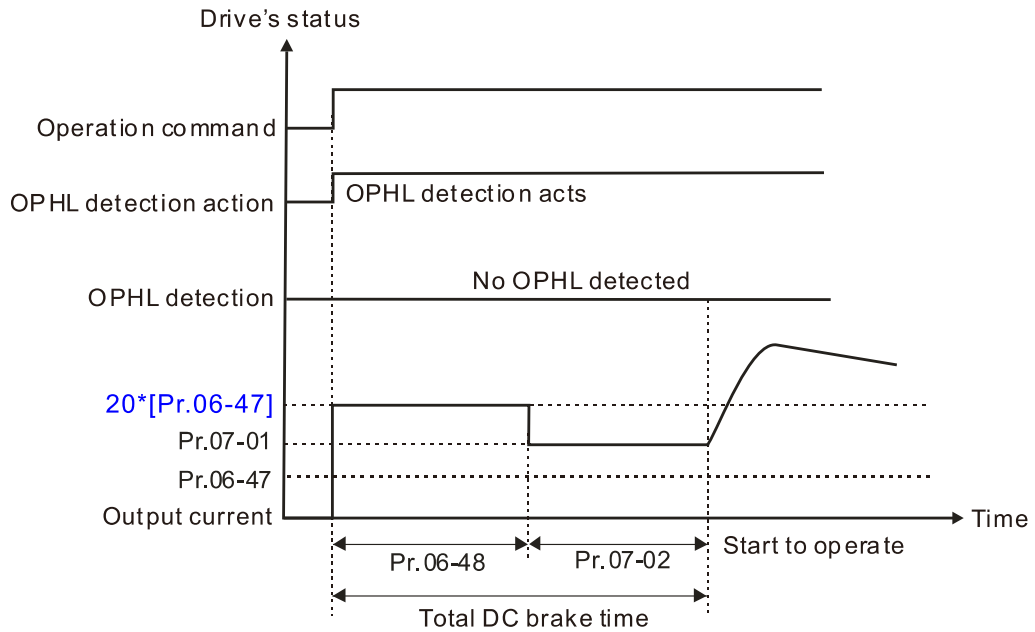 Drive's status
Operation command
OPHL detection action
OPHL detection acts
OPHL detection
No OPHL detected
20*[Pr.06-47]
Pr.07-01
Pr.06-47
Output current
Time
Pr.06-48
Pr.07-02
Start to operate
Total DC brake time